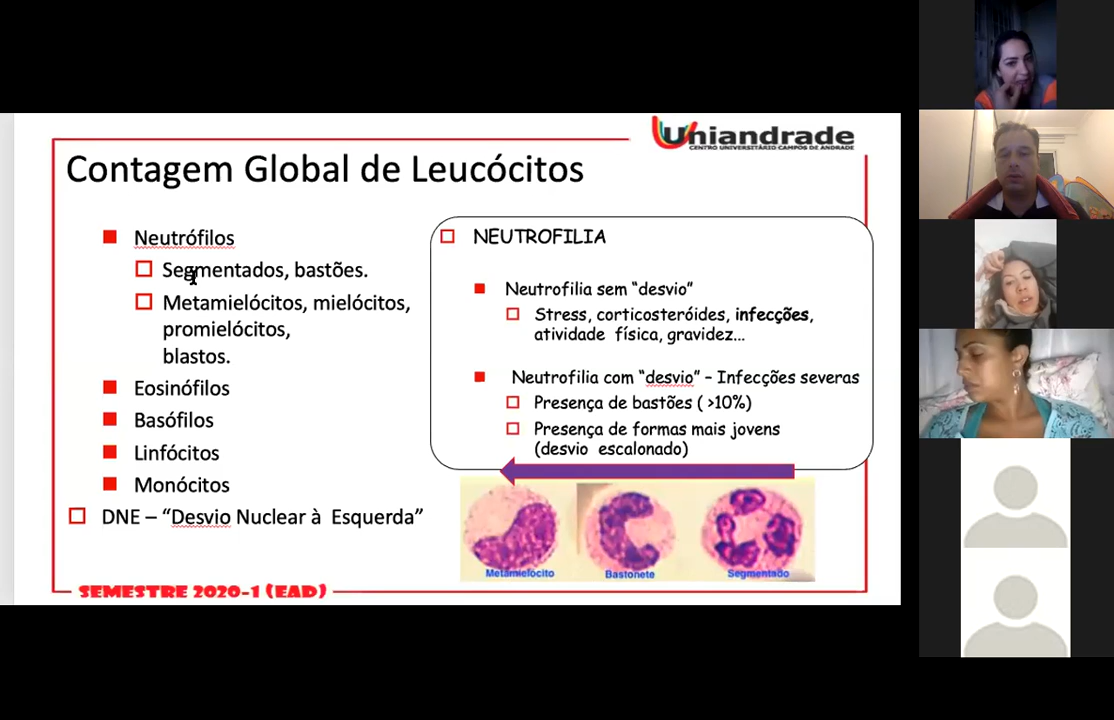 Uniandrade
CENTRO UNIVERSITÁRIO CAMPOS DE ANDRADE
Contagem Global de Leucócitos
Neutrófilos
Segmentados, bastões.
Metamielócitos, mielócitos,
promielócitos,
blastos.
Eosinófilos
Basófilos
Linfócitos
Monócitos
DNE – “Desvio Nuclear à Esquerda”
NEUTROFILIA
Neutrofilia sem “desvio”
Stress, corticosteróides, infecções,
atividade física, gravidez...
Neutrofilia com “desvio” – Infecções severas
Presença de bastões ( >10%)
Presença de formas mais jovens
(desvio escalonado)
Metamielocito
Bastonete
Segmentado
SEMESTRE 2020-1 (EAD)